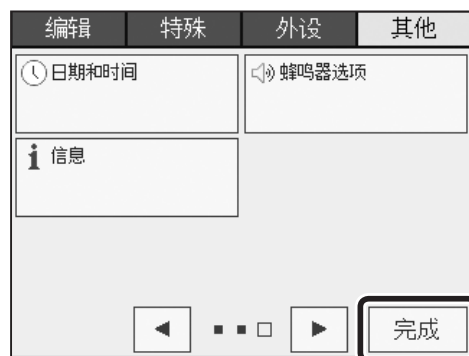 编辑 特殊 外设 其他
日期和时间 蜂鸣器选项
信息
完成